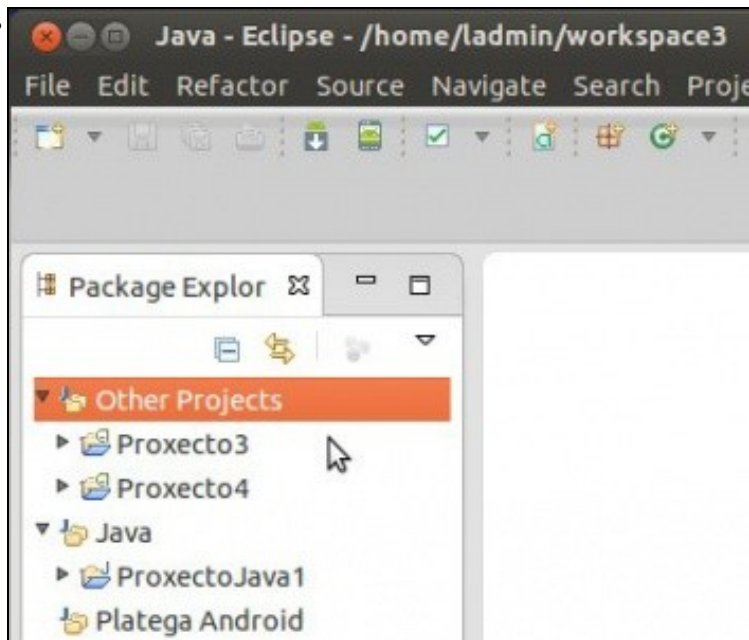 Java - Eclipse - /home/ladmin/workspace3
File Edit Refactor Source Navigate Search Proje
Package Explor
Other Projects
Proxecto3
Proxecto4
Java
ProxectoJava1
Platega Android